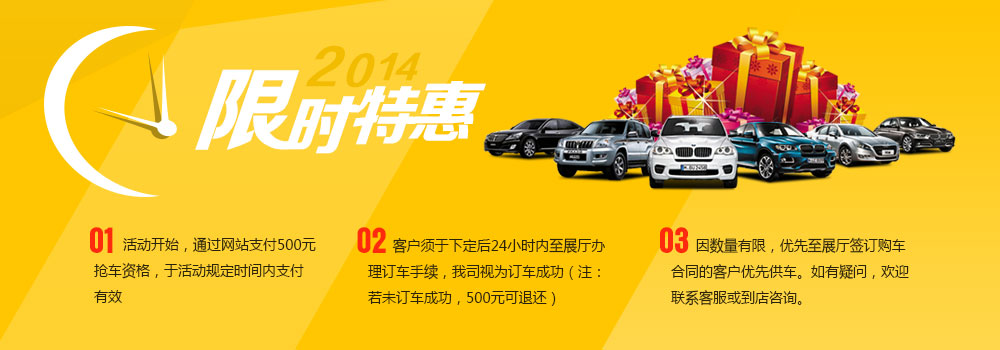 2014
限时特惠
01 活动开始，通过网站支付500元
抢车资格，于活动规定时间内支付
有效
02 客户须于下定后24小时内至展厅办
理订车手续，我司视为订车成功（注：
若未订车成功，500元可退还）
03 因数量有限，优先至展厅签订购车
合同的客户优先供车。如有疑问，欢迎
联系客服或到店咨询。